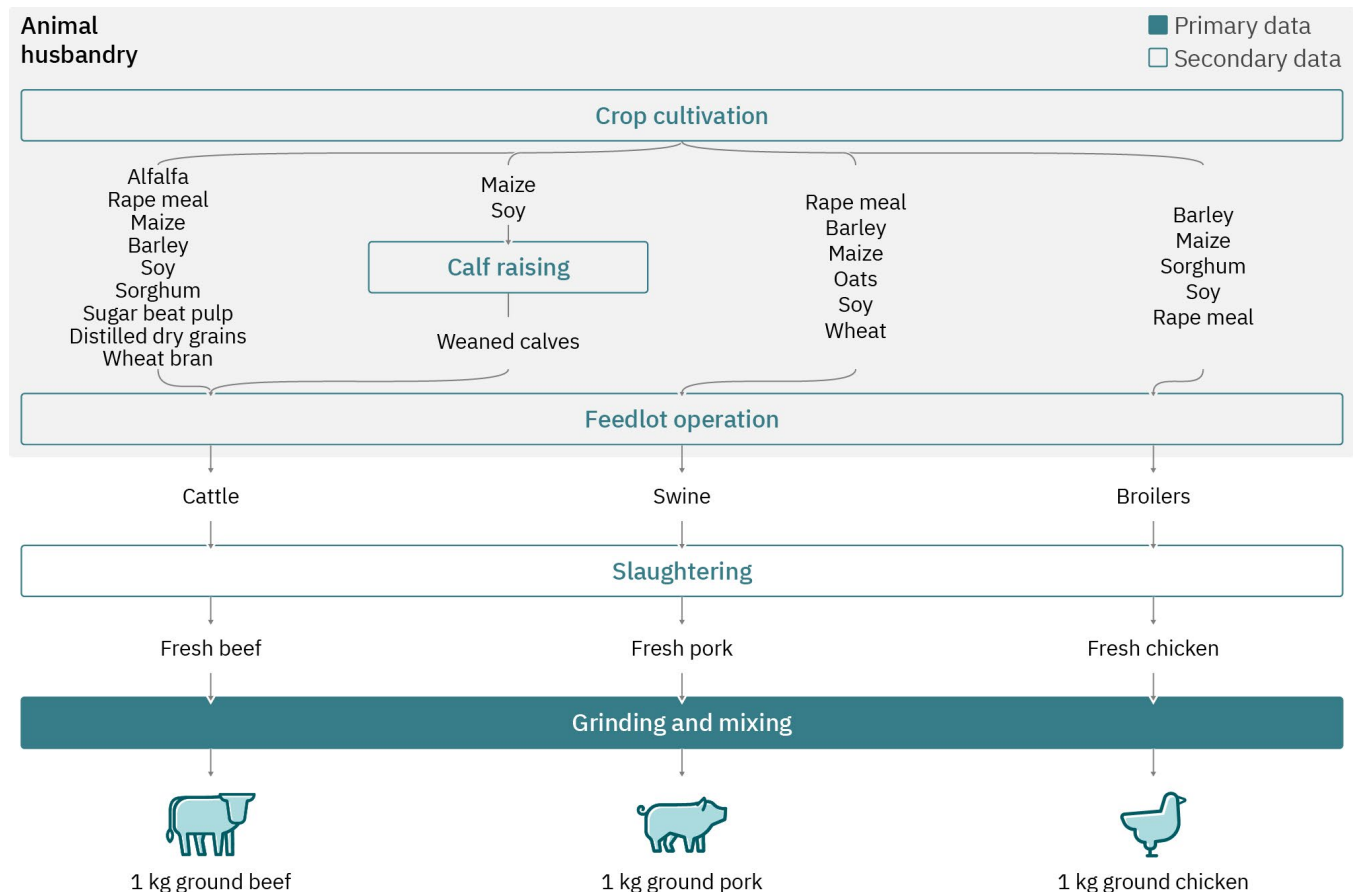 Animal
husbandry
Primary data
Secondary data
Crop cultivation
Alfalfa
Rape meal
Maize
Barley
Soy
Sorghum
Sugar beat pulp
Distilled dry grains
Wheat bran
Maize
Soy
Calf raising
Weaned calves
Rape meal
Barley
Maize
Oats
Soy
Wheat
Barley
Maize
Sorghum
Soy
Rape meal
Feedlot operation
Cattle
Swine
Broilers
Slaughtering
Fresh beef
Fresh pork
Fresh chicken
Grinding and mixing
1 kg ground beef
1 kg ground pork
1 kg ground chicken